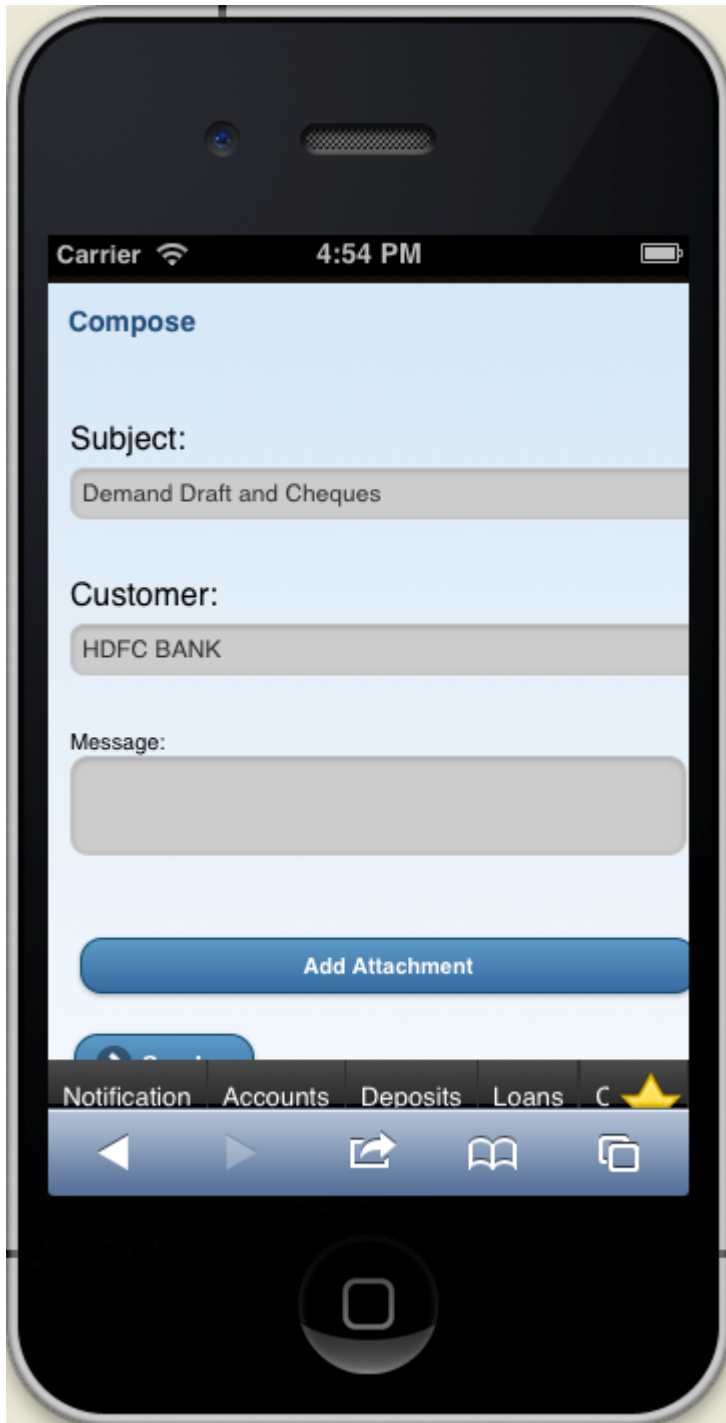 Carrier 4:54 PM
Compose
Subject:
Demand Draft and Cheques
Customer:
HDFC BANK
Message:
Add Attachment
Notification Accounts Deposits Loans C